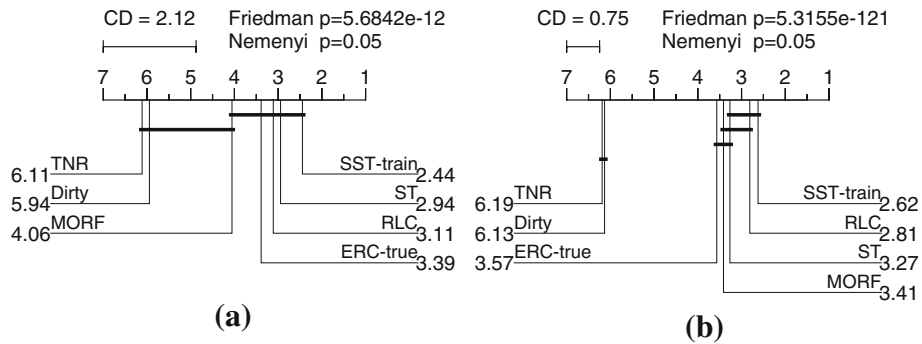 CD = 2.12 Friedman p=5.6842e-12
Nemenyi p=0.05
7 6 5 4 3 2 1
6.11 TNR SST-train 2.44
5.94 Dirty ST 2.94
4.06 MORF RLC 3.11
ERC-true 3.39
(a)
CD = 0.75 Friedman p=5.3155e-121
Nemenyi p=0.05
7 6 5 4 3 2 1
6.19 TNR SST-train 2.62
6.13 Dirty RLC 2.81
3.57 ERC-true ST 3.27
MORF 3.41
(b)